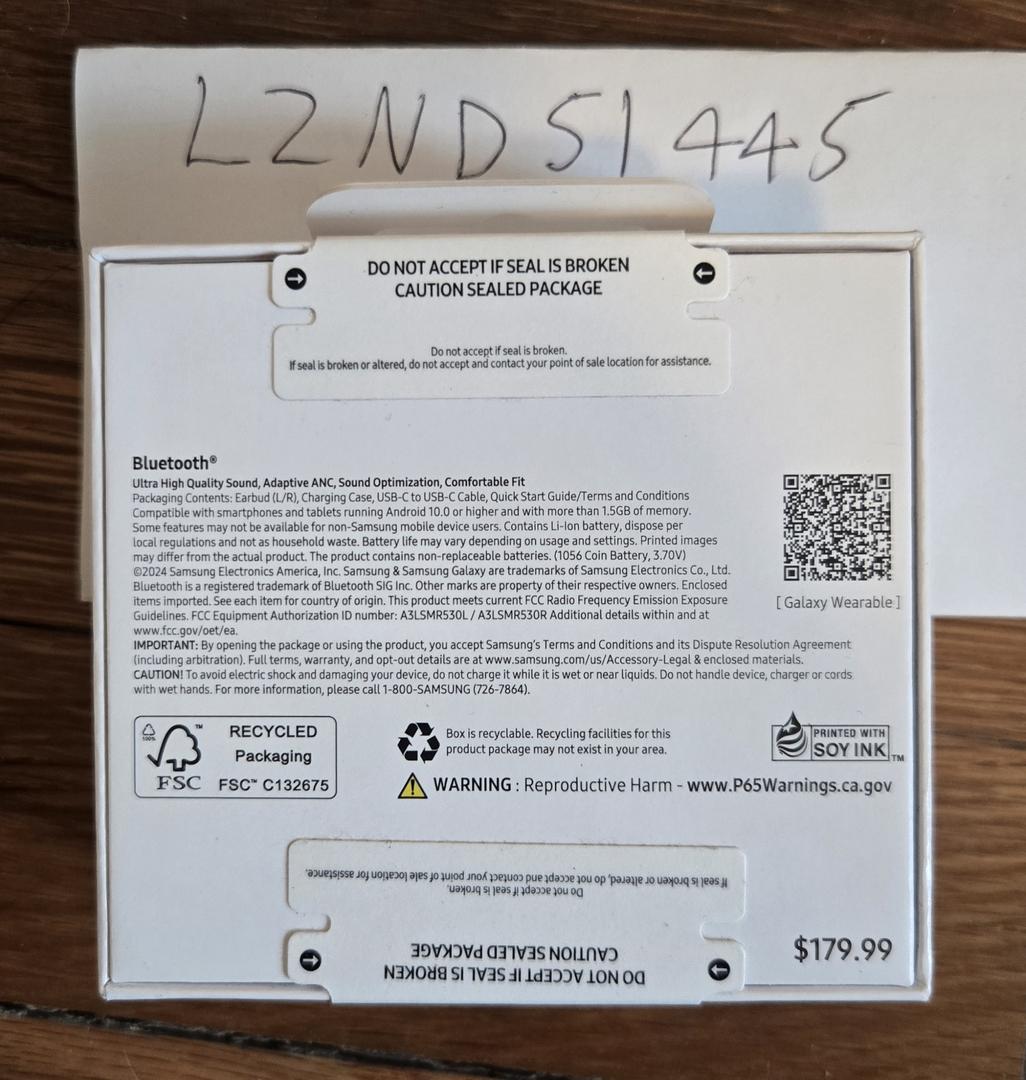 LZNDS1445
DO NOT ACCEPT IF SEAL IS BROKEN
CAUTION SEALED PACKAGE
Do not accept if seal is broken.
If seal is broken or altered, do not accept and contact your point of sale location for assistance.
Bluetooth®
Ultra High Quality Sound, Adaptive ANC, Sound Optimization, Comfortable Fit
Packaging Contents: Earbud (L/R), Charging Case, USB-C to USB-C Cable, Quick Start Guide/Terms and Conditions
Compatible with smartphones and tablets running Android 10.0 or higher and with more than 1.5GB of memory.
Some features may not be available for non-Samsung mobile device users. Contains Li-Ion battery, dispose per
local regulations and not as household waste. Battery life may vary depending on usage and settings. Printed images
may differ from the actual product. The product contains non-replaceable batteries. (1056 Coin Battery, 3.70V)
©2024 Samsung Electronics America, Inc. Samsung & Samsung Galaxy are trademarks of Samsung Electronics Co., Ltd.
Bluetooth is a registered trademark of Bluetooth SIG Inc. Other marks are property of their respective owners. Enclosed
items imported. See each item for country of origin. This product meets current FCC Radio Frequency Emission Exposure
Guidelines. FCC Equipment Authorization ID number: A3LSMR530L / A3LSMR530R Additional details within and at
www.fcc.gov/oet/ea.
[ Galaxy Wearable ]
IMPORTANT: By opening the package or using the product, you accept Samsung's Terms and Conditions and its Dispute Resolution Agreement
(including arbitration). Full terms, warranty, and opt-out details are at www.samsung.com/us/Accessory-Legal & enclosed materials.
CAUTION! To avoid electric shock and damaging your device, do not charge it while it is wet or near liquids. Do not handle device, charger or cords
with wet hands. For more information, please call 1-800-SAMSUNG (726-7864).
100%
™
FSC
RECYCLED
Packaging
FSC™ C132675
Box is recyclable. Recycling facilities for this
product package may not exist in your area.
PRINTED WITH
SOY INK™
WARNING : Reproductive Harm - www.P65Warnings.ca.gov
DO NOT ACCEPT IF SEAL IS BROKEN
CAUTION SEALED PACKAGE
Do not accept if seal is broken.
If seal is broken or altered, do not accept and contact your point of sale location for assistance.
$179.99